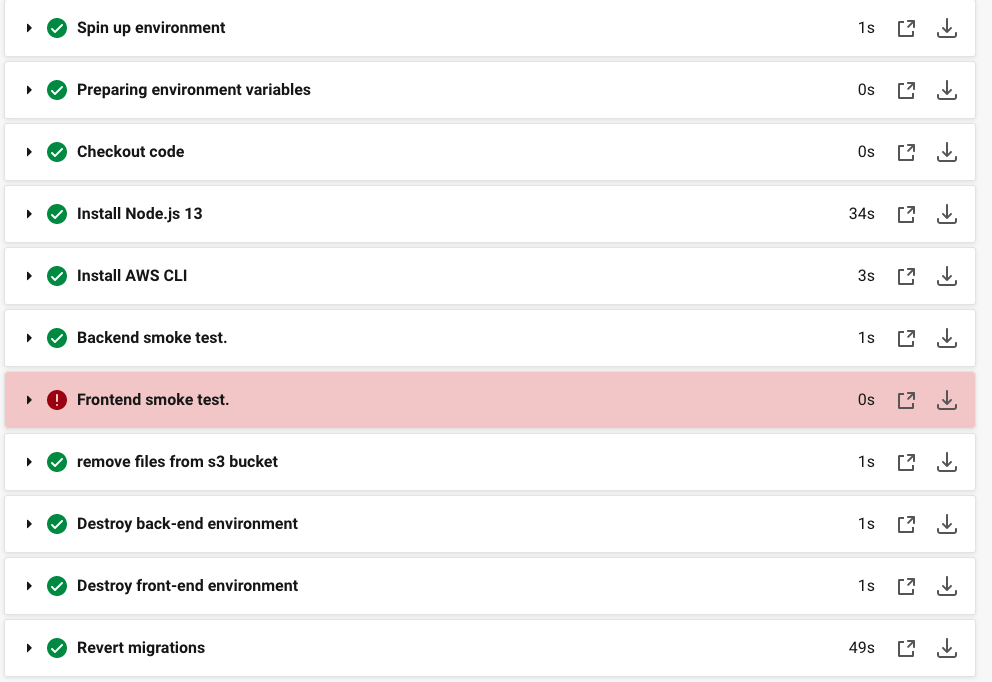 Spin up environment 1s
Preparing environment variables 0s
Checkout code 0s
Install Node.js 13 34s
Install AWS CLI 3s
Backend smoke test. 1s
Frontend smoke test. 0s
remove files from s3 bucket 1s
Destroy back-end environment 1s
Destroy front-end environment 1s
Revert migrations 49s